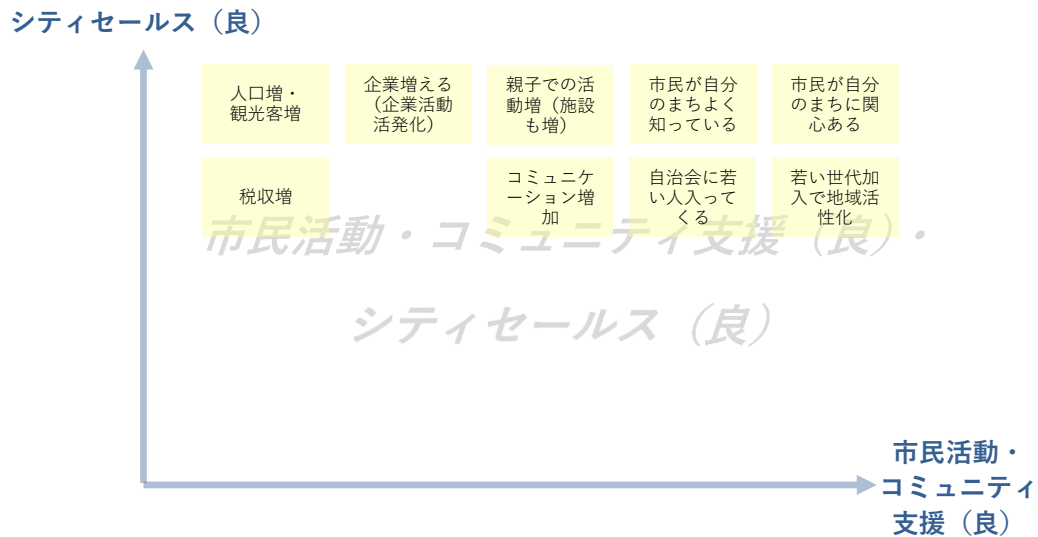 シティセールス（良）
人口増・
観光客増
企業増える
（企業活動
活発化）
親子での活
動増（施設
も増）
市民が自分
のまちよく
知っている
市民が自分
のまちに関
心ある
税収増
コミュニケ
ーション増
加
自治会に若
い人入って
くる
若い世代加
入で地域活
性化
市民活動・コミュニティ支援（良）・
シティセールス（良）
市民活動・
コミュニティ
支援（良）